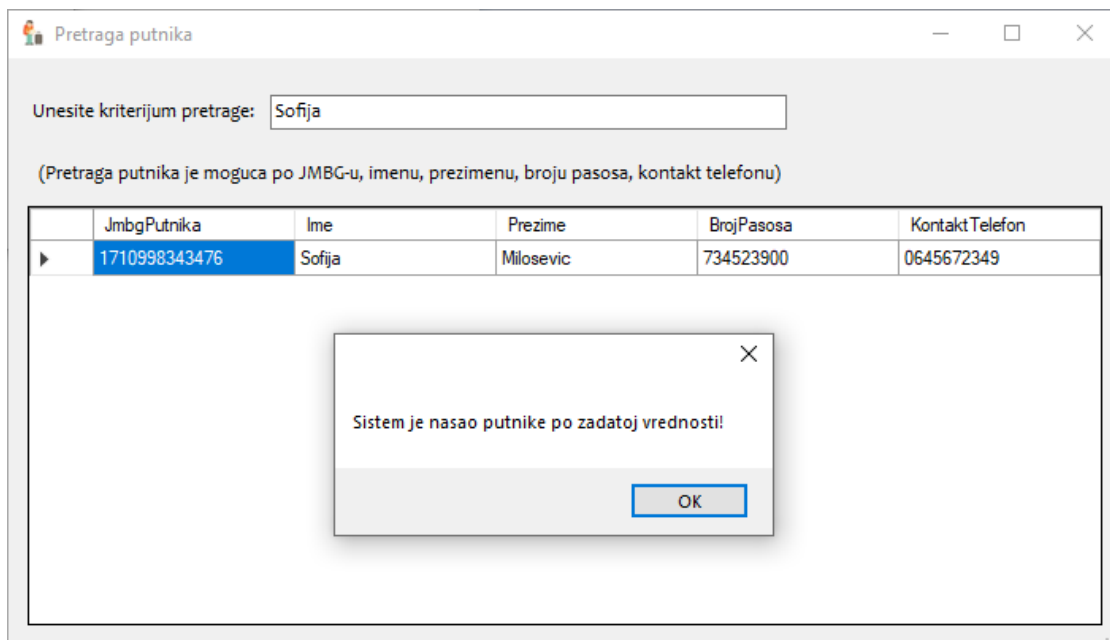 Pretraga putnika
Unesite kriterijum pretrage: Sofija
(Pretraga putnika je moguca po JMBG-u, imenu, prezimenu, broju pasosa, kontakt telefonu)
JmbgPutnika Ime Prezime BrojPasosa KontaktTelefon
1710998343476 Sofija Milosevic 734523900 0645672349
Sistem je nasao putnike po zadatoj vrednosti!
OK